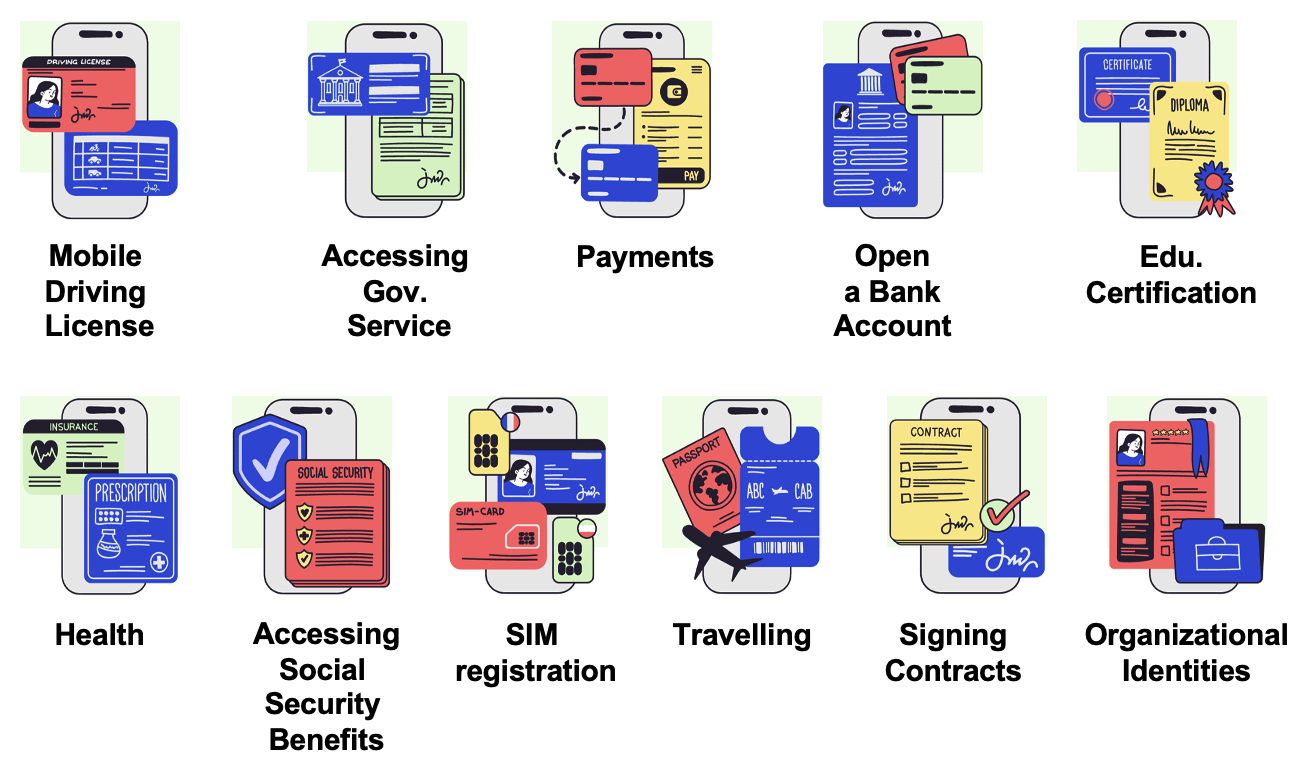 DRIVING LICENSE
Mobile
Driving
License
Accessing
Gov.
Service
PAY
Payments
Open
a Bank
Account
CERTIFICATE
DIPLOMA
Edu.
Certification
INSURANCE
PRESCRIPTION
Health
SOCIAL SECURITY
Accessing
Social
Security
Benefits
SIM-CARD
SIM
registration
PASSPORT
ABC CAB
Travelling
CONTRACT
Signing
Contracts
Organizational
Identities